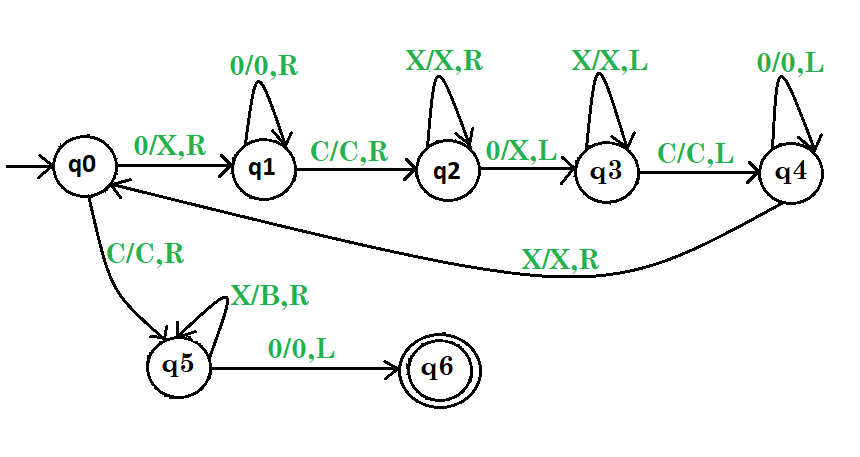 0/0,R
X/X,R
X/X,L
0/0,L
q0
0/X,R
q1
C/C,R
q2
0/X,L
q3
C/C,L
q4
X/X,R
C/C,R
X/B,R
q5
0/0,L
q6